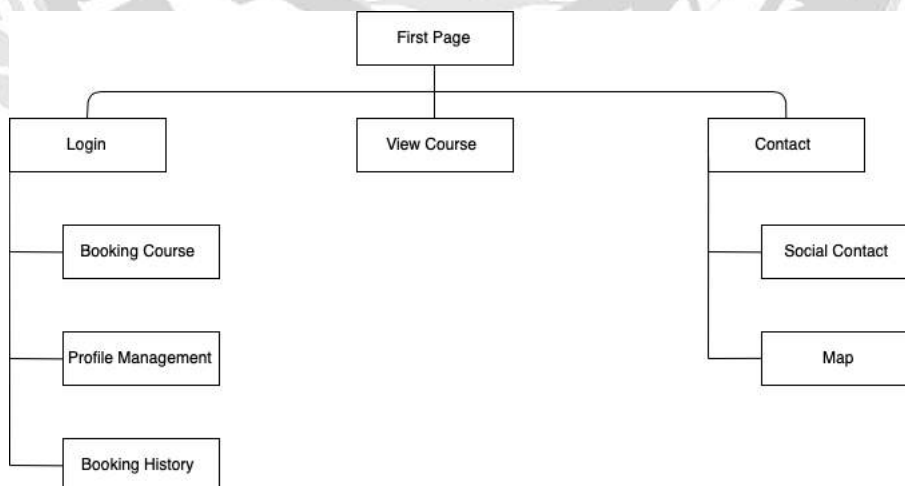 First Page
Login
View Course
Contact
Booking Course
Social Contact
Profile Management
Map
Booking History